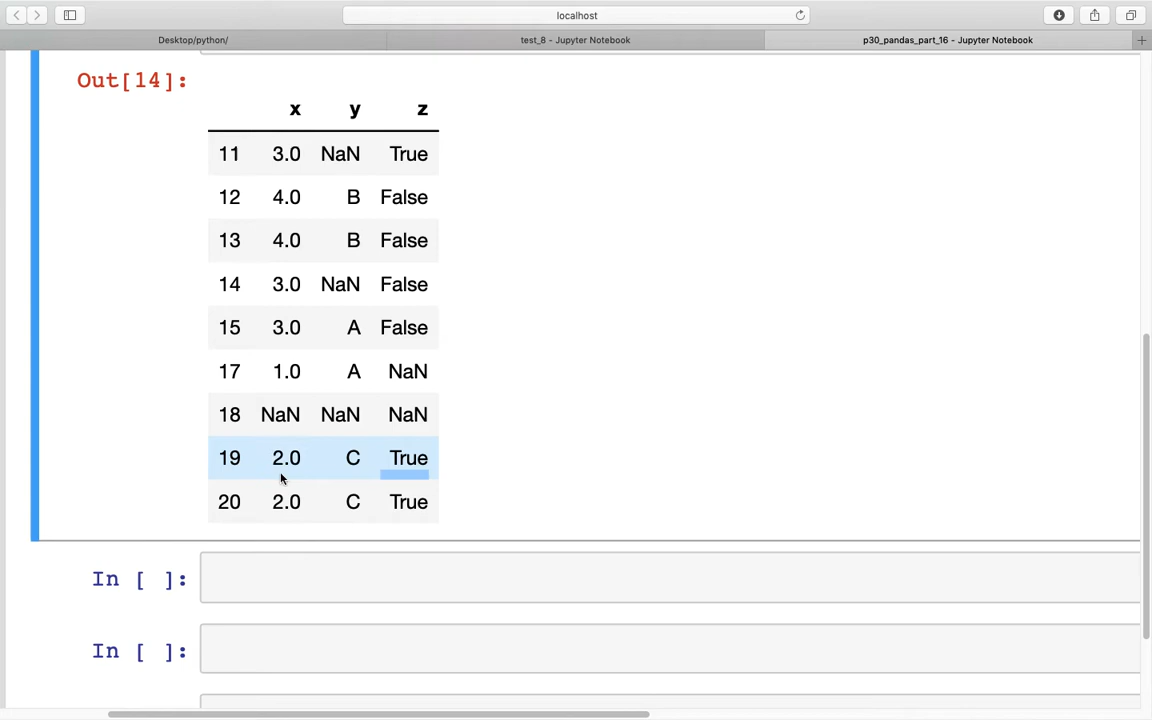 localhost
Desktop/python/ test_8 - Jupyter Notebook p30_pandas_part_16 - Jupyter Notebook
Out[14]:
x y z
11 3.0 NaN True
12 4.0 B False
13 4.0 B False
14 3.0 NaN False
15 3.0 A False
17 1.0 A NaN
18 NaN NaN NaN
19 2.0 C True
20 2.0 C True
In [ ]:
In [ ]: